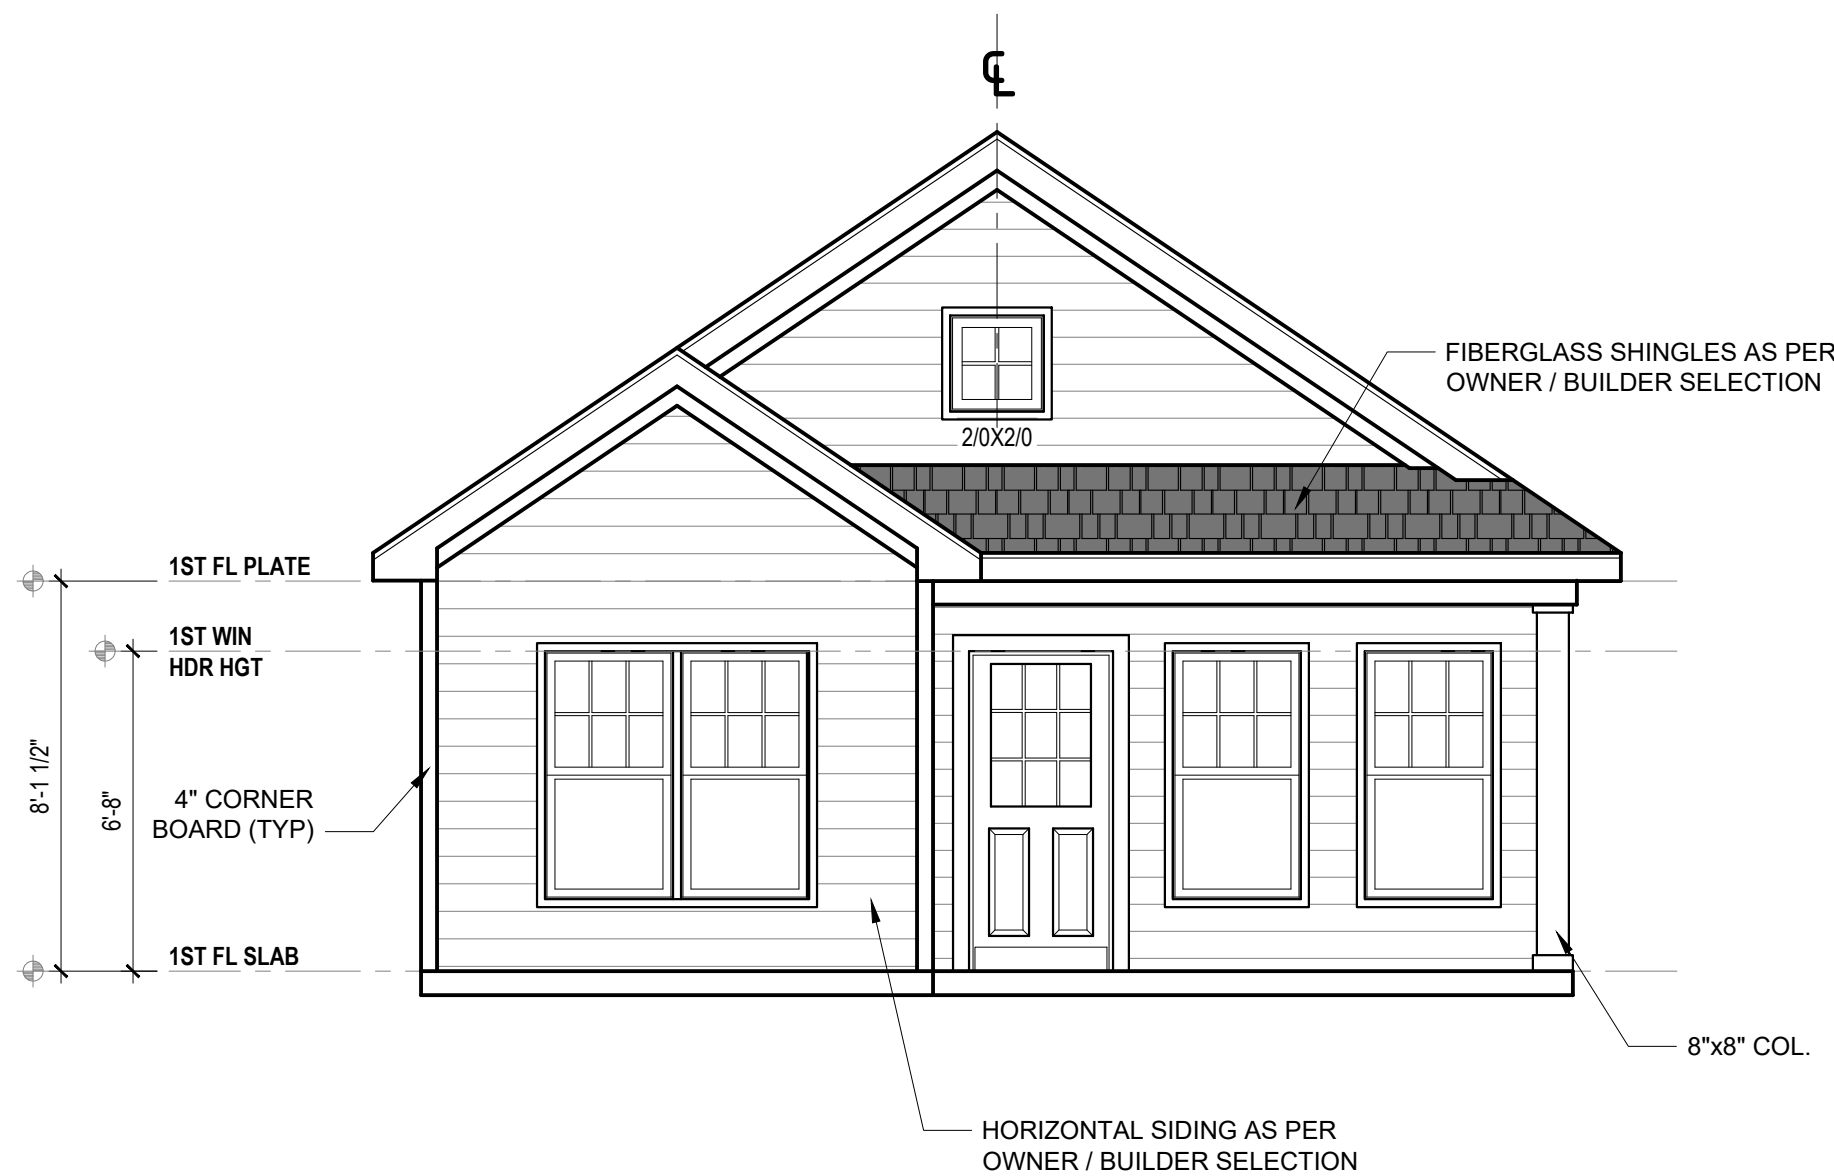 ℄
FIBERGLASS SHINGLES AS PER
OWNER / BUILDER SELECTION
2/0X2/0
1ST FL PLATE
1ST WIN
HDR HGT
8'-1 1/2"
6'-8"
4" CORNER
BOARD (TYP)
1ST FL SLAB
8"x8" COL.
HORIZONTAL SIDING AS PER
OWNER / BUILDER SELECTION